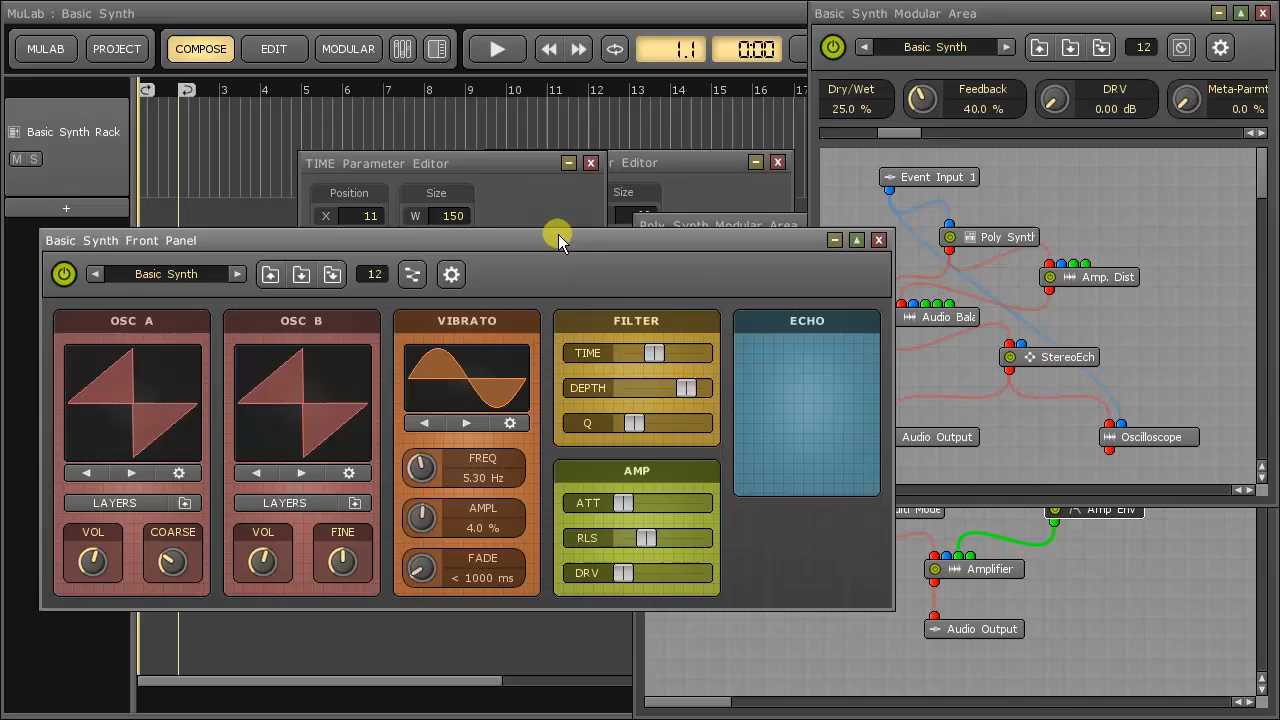 MuLab : Basic Synth
MULAB PROJECT COMPOSE EDIT MODULAR 1.1 0:00
3 4 5 6 7 8 9 10 11 12 13 14 15 16 17
Basic Synth Rack
M S
+
TIME Parameter Editor
Position Size
X 11 W 150
r Editor
Size
Poly Synth Modular Area
Basic Synth Front Panel
Basic Synth 12
OSC A
LAYERS
VOL COARSE
OSC B
LAYERS
VOL FINE
VIBRATO
FREQ
5.30 Hz
AMPL
4.0 %
FADE
< 1000 ms
FILTER
TIME
DEPTH
Q
AMP
ATT
RLS
DRV
ECHO
Basic Synth Modular Area
Basic Synth 12
Dry/Wet Feedback DRV Meta-Parmt
25.0 % 40.0 % 0.00 dB 0.0 %
Event Input 1
Poly Synth
Amp. Dist
Audio Bala
StereoEch
Audio Output
Oscilloscope
Amp Env
Amplifier
Audio Output